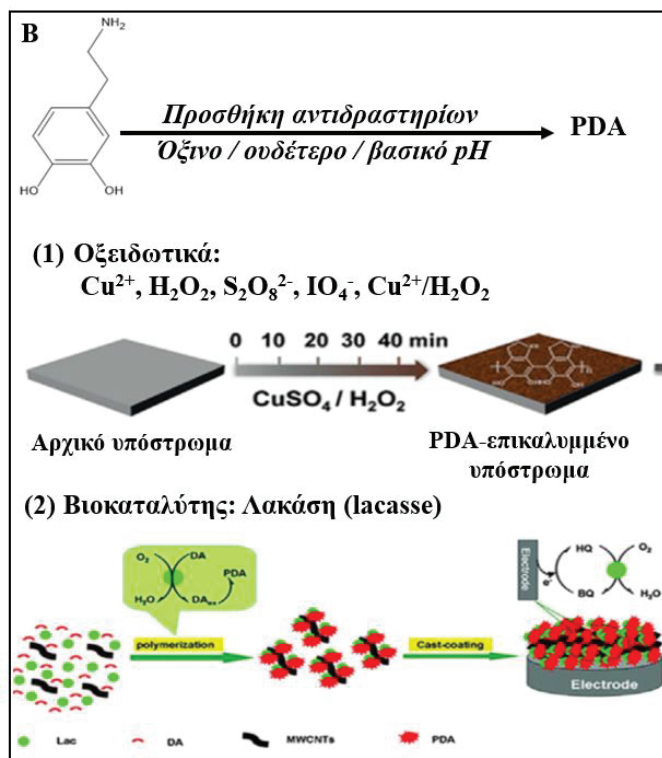 B
NH₂
HO
OH
Προσθήκη αντιδραστηρίων
Όξινο / ουδέτερο / βασικό pH
PDA
(1) Οξειδωτικά:
Cu²⁺, H₂O₂, S₂O₈²⁻, IO₄⁻, Cu²⁺/H₂O₂
0 10 20 30 40 min
CuSO₄ / H₂O₂
Αρχικό υπόστρωμα
PDA-επικαλυμμένο
υπόστρωμα
(2) Βιοκαταλύτης: Λακάση (lacasse)
O₂ DA
PDA
H₂O DAox
polymerization
Cast-coating
Electrode
e⁻
HQ O₂
BQ H₂O
Electrode
Lac DA MWCNTs PDA